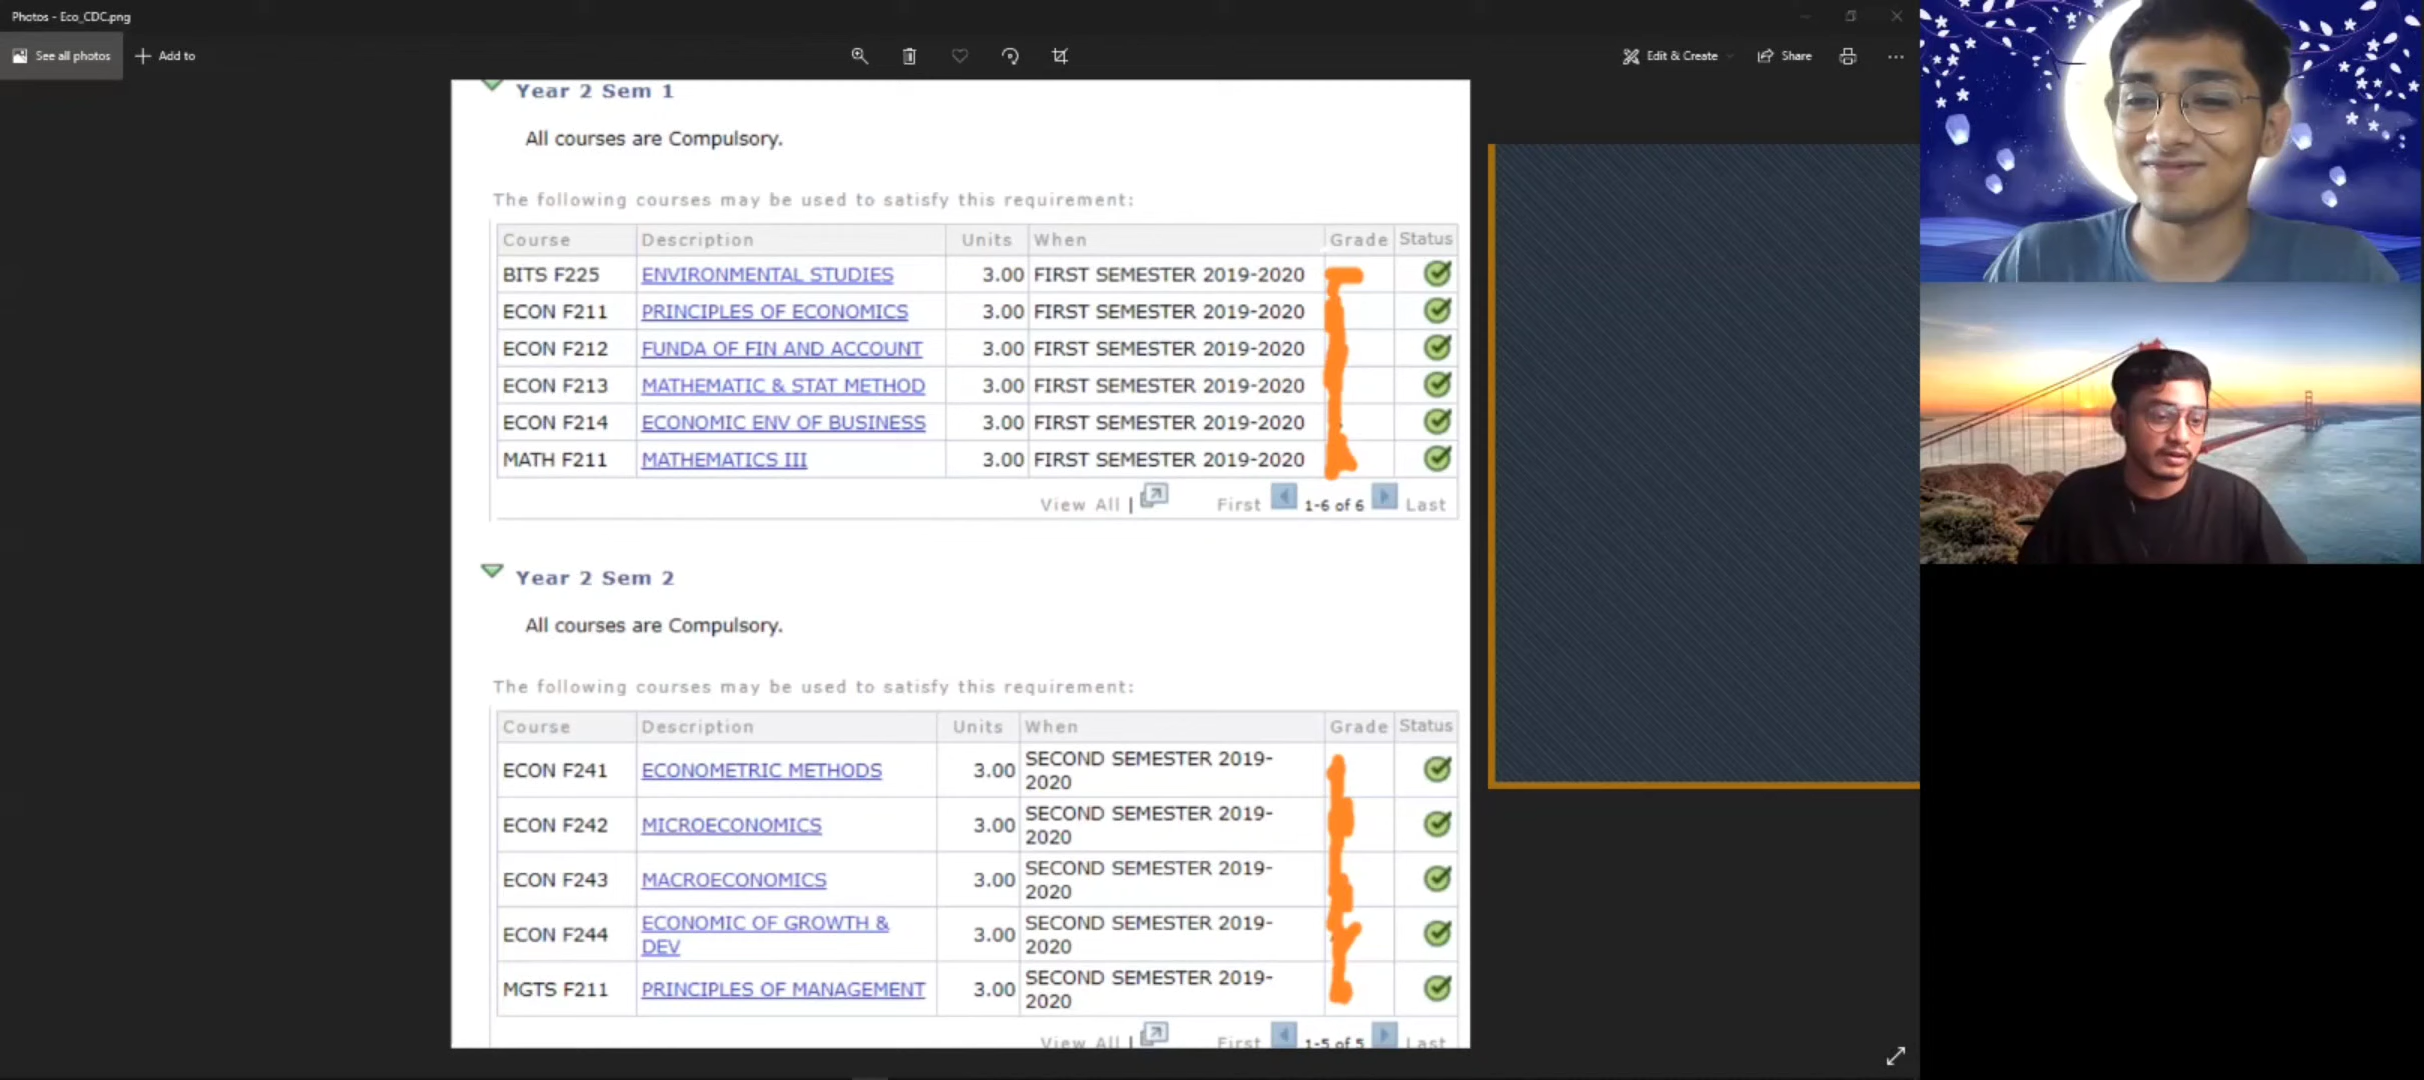 Photos - Eco_CDC.png
See all photos
Add to
Edit & Create
Share
Year 2 Sem 1
All courses are Compulsory.
The following courses may be used to satisfy this requirement:
Course Description Units When Grade Status
BITS F225 ENVIRONMENTAL STUDIES 3.00 FIRST SEMESTER 2019-2020
ECON F211 PRINCIPLES OF ECONOMICS 3.00 FIRST SEMESTER 2019-2020
ECON F212 FUNDA OF FIN AND ACCOUNT 3.00 FIRST SEMESTER 2019-2020
ECON F213 MATHEMATIC & STAT METHOD 3.00 FIRST SEMESTER 2019-2020
ECON F214 ECONOMIC ENV OF BUSINESS 3.00 FIRST SEMESTER 2019-2020
MATH F211 MATHEMATICS III 3.00 FIRST SEMESTER 2019-2020
View All | First 1-6 of 6 Last
Year 2 Sem 2
All courses are Compulsory.
The following courses may be used to satisfy this requirement:
Course Description Units When Grade Status
ECON F241 ECONOMETRIC METHODS 3.00 SECOND SEMESTER 2019-
2020
ECON F242 MICROECONOMICS 3.00 SECOND SEMESTER 2019-
2020
ECON F243 MACROECONOMICS 3.00 SECOND SEMESTER 2019-
2020
ECON F244 ECONOMIC OF GROWTH & 3.00 SECOND SEMESTER 2019-
DEV 2020
MGTS F211 PRINCIPLES OF MANAGEMENT 3.00 SECOND SEMESTER 2019-
2020
View All | First 1-5 of 5 Last